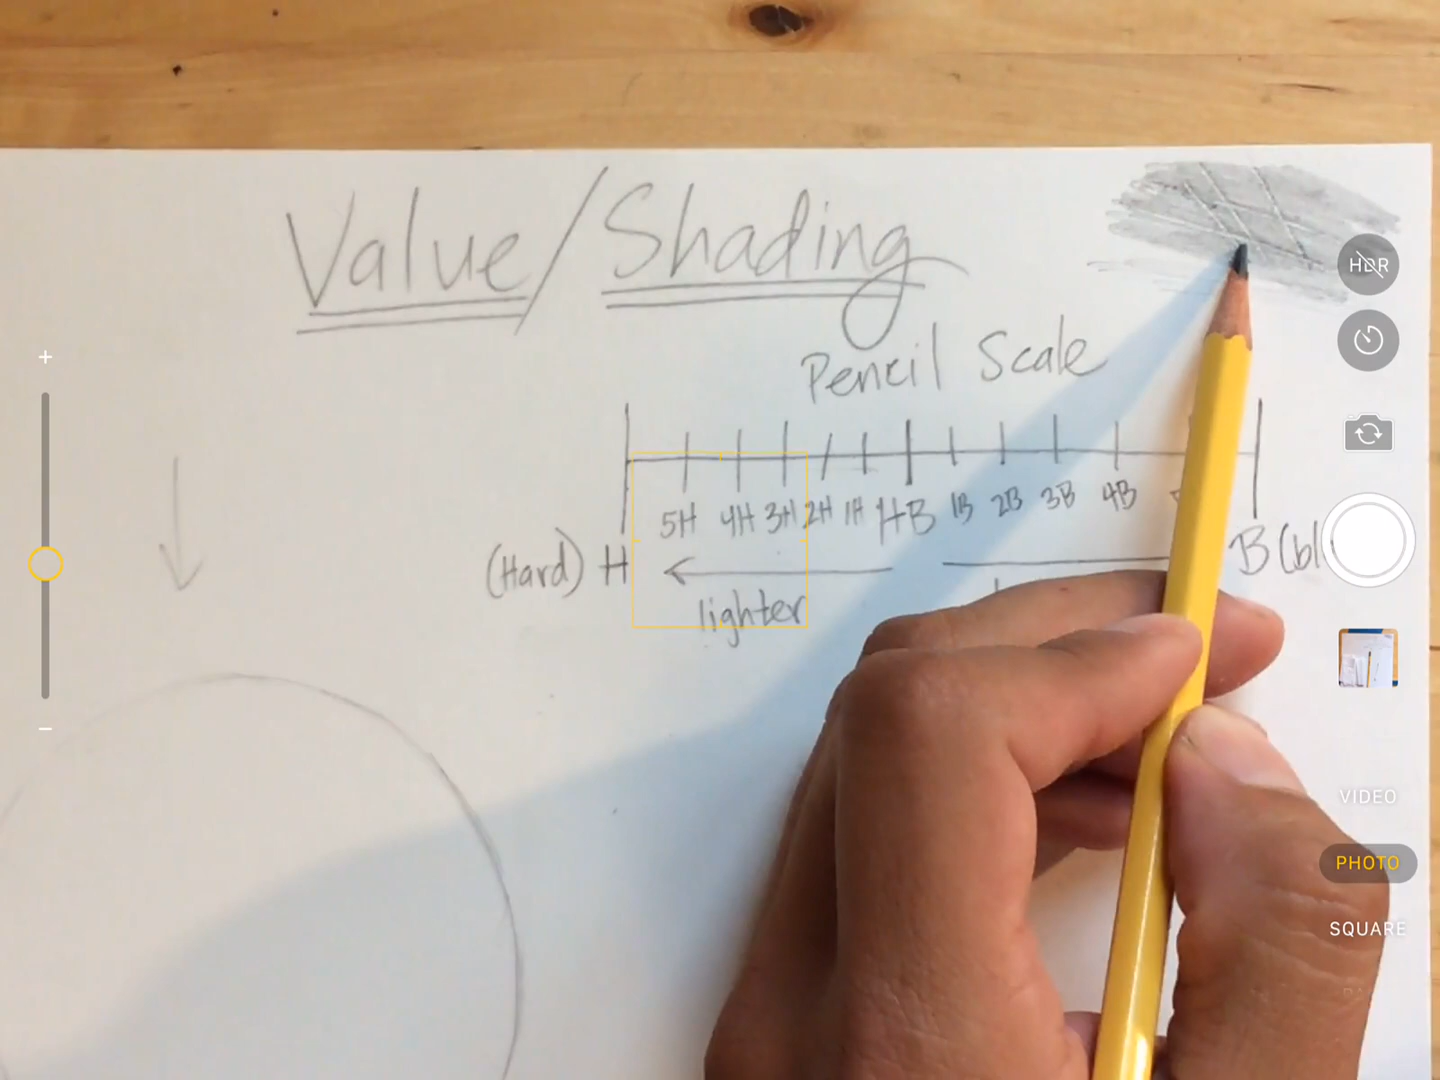 Value/Shading
Pencil Scale
5H 4H 3H 2H 1H HB 1B 2B 3B 4B
(Hard) H
B (bl
lighter
HDR
VIDEO
PHOTO
SQUARE